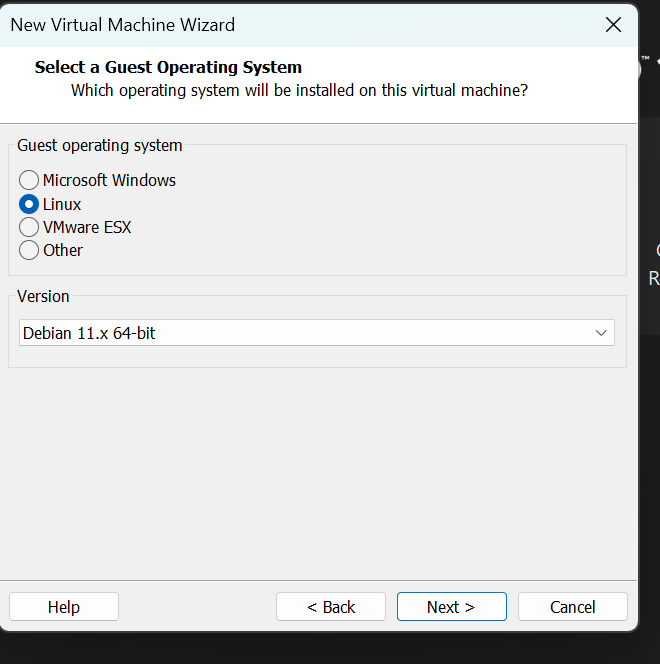 New Virtual Machine Wizard
Select a Guest Operating System
Which operating system will be installed on this virtual machine?
Guest operating system
Microsoft Windows
Linux
VMware ESX
Other
Version
Debian 11.x 64-bit
Help
< Back
Next >
Cancel